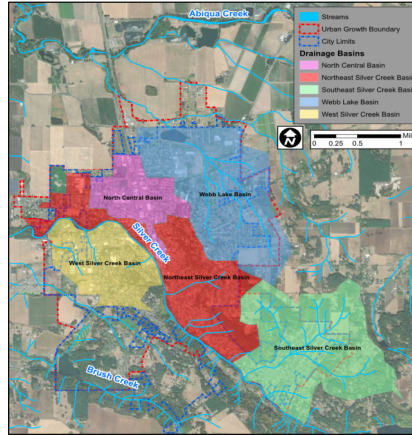 Abiqua Creek
Streams
Urban Growth Boundary
City Limits
Drainage Basins
North Central Basin
Northeast Silver Creek Basin
Southeast Silver Creek Basin
Webb Lake Basin
West Silver Creek Basin
N
Mil
0 0.25 0.5 1
North Central Basin
Webb Lake Basin
Silver Creek
West Silver Creek Basin
Northeast Silver Creek Basin
Southeast Silver Creek Basin
Brush Creek